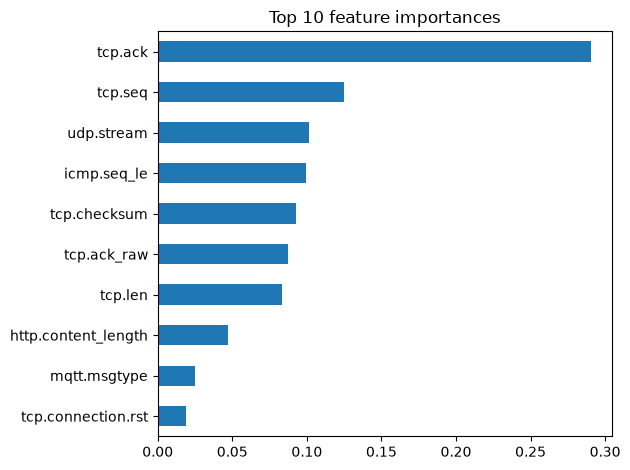 Top 10 feature importances
tcp.ack
tcp.seq
udp.stream
icmp.seq_le
tcp.checksum
tcp.ack_raw
tcp.len
http.content_length
mqtt.msgtype
tcp.connection.rst
0.00 0.05 0.10 0.15 0.20 0.25 0.30